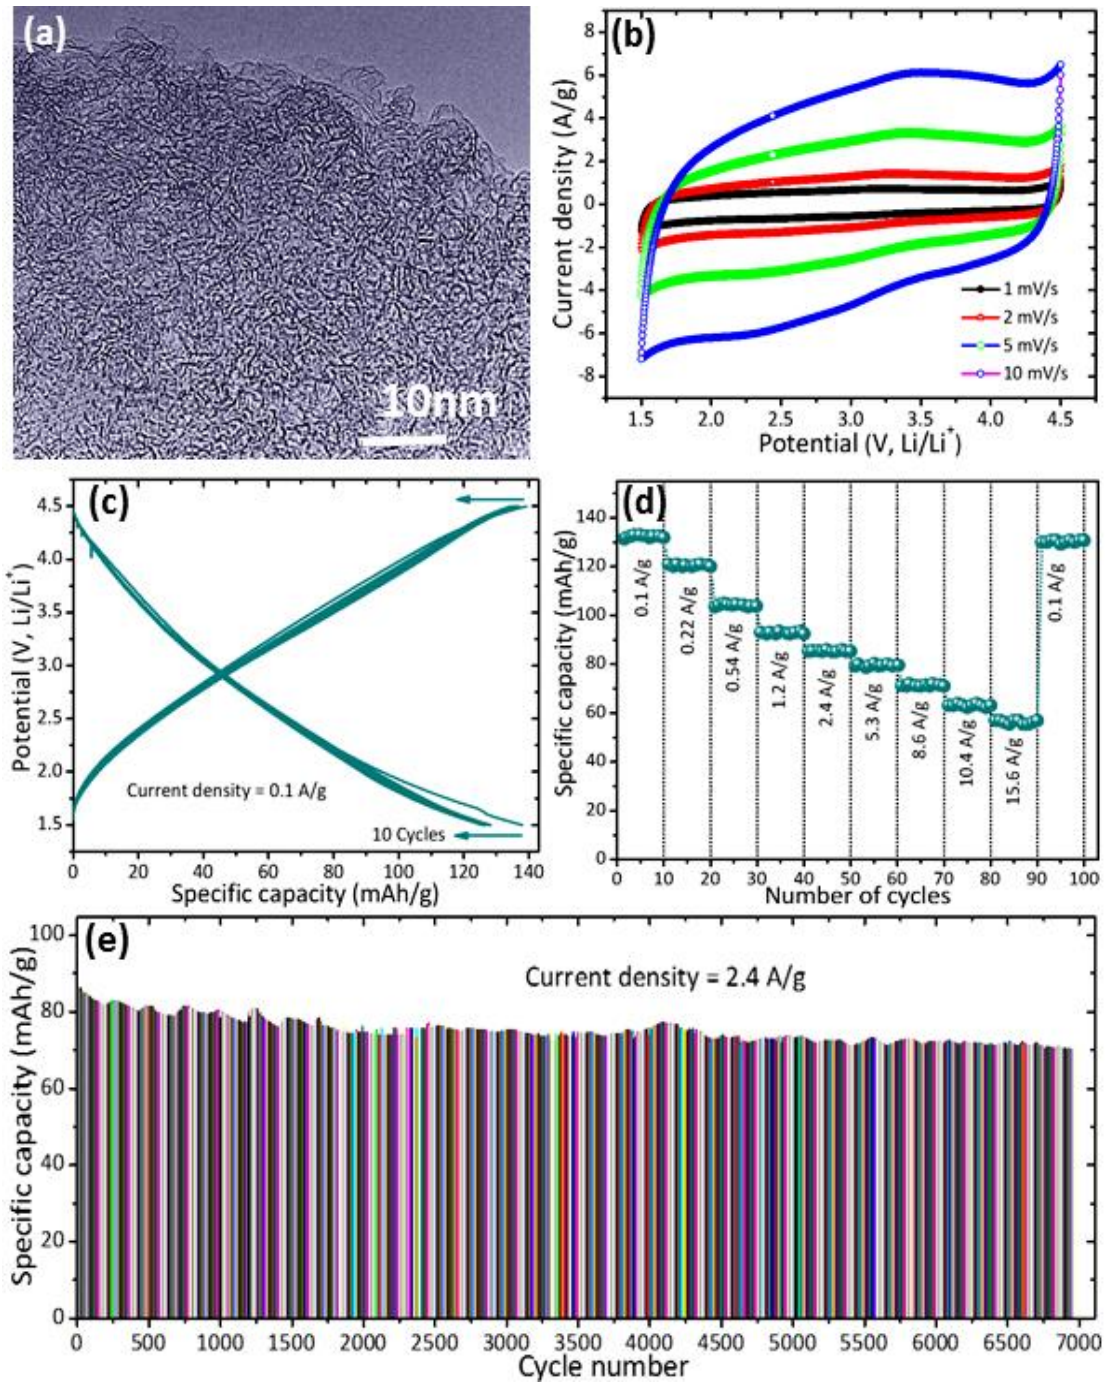 (a)
10nm
(b)
Current density (A/g)
8
6
4
2
0
-2
-4
-6
-8
1 mV/s
2 mV/s
5 mV/s
10 mV/s
1.5 2.0 2.5 3.0 3.5 4.0 4.5
Potential (V, Li/Li⁺)
(c)
Potential (V, Li/Li⁺)
4.5
4.0
3.5
3.0
2.5
2.0
1.5
Current density = 0.1 A/g
10 Cycles
0 20 40 60 80 100 120 140
Specific capacity (mAh/g)
(d)
Specific capacity (mAh/g)
140
120
100
80
60
40
20
0
0.1 A/g
0.22 A/g
0.54 A/g
1.2 A/g
2.4 A/g
5.3 A/g
8.6 A/g
10.4 A/g
15.6 A/g
0.1 A/g
0 10 20 30 40 50 60 70 80 90 100
Number of cycles
(e)
Specific capacity (mAh/g)
100
80
60
40
20
0
Current density = 2.4 A/g
0 500 1000 1500 2000 2500 3000 3500 4000 4500 5000 5500 6000 6500 7000
Cycle number